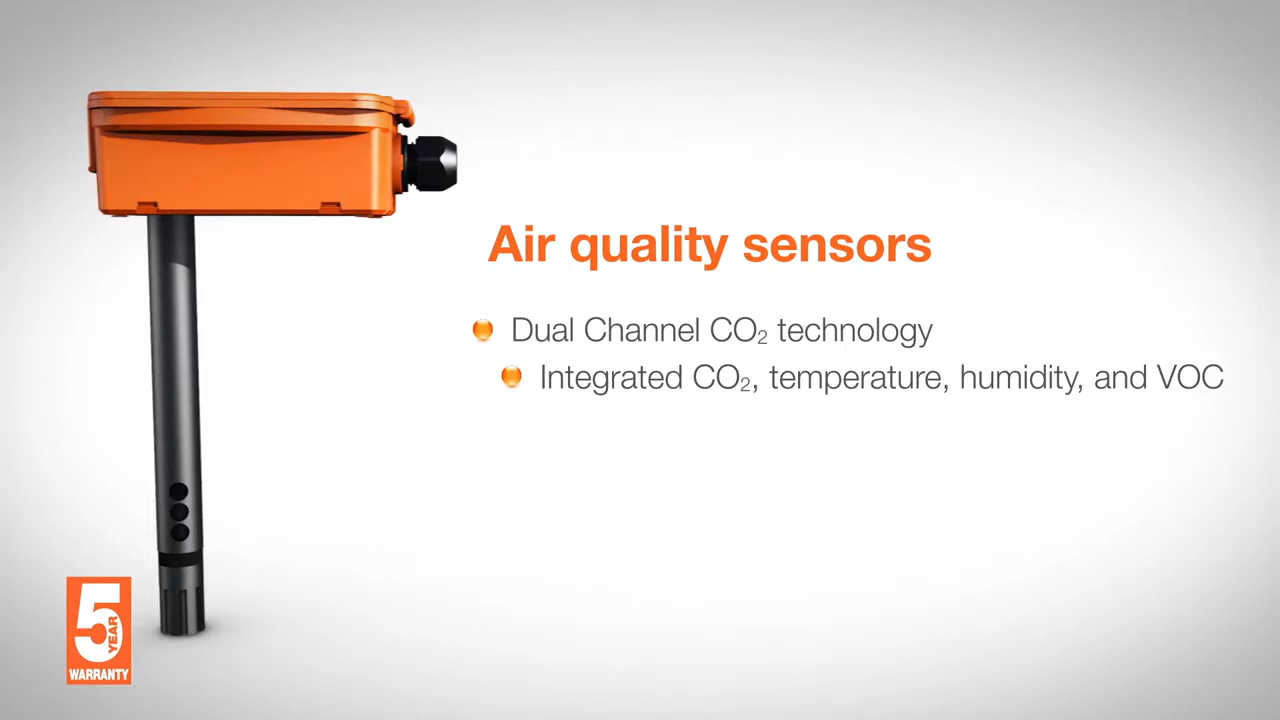 Air quality sensors
Dual Channel CO₂ technology
Integrated CO₂, temperature, humidity, and VOC
5 YEAR
WARRANTY